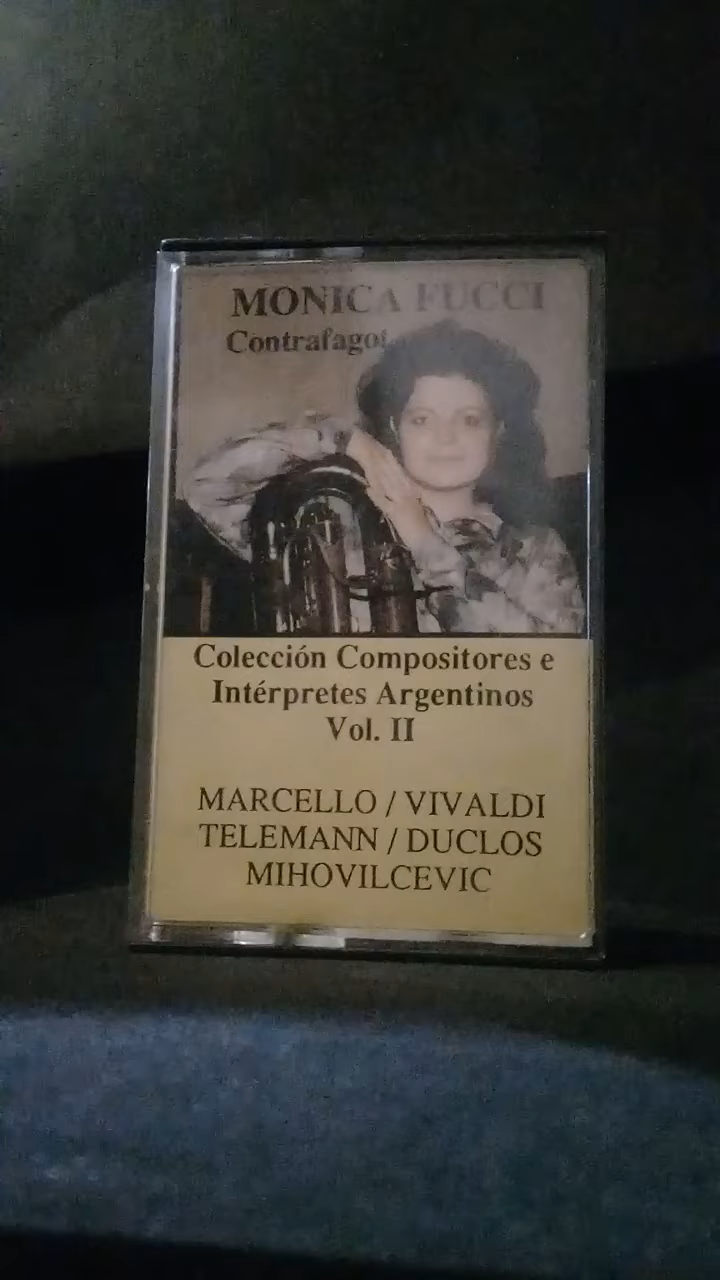 MONICA FUCCI
Contrafagot
Colección Compositores e
Intérpretes Argentinos
Vol. II
MARCELLO / VIVALDI
TELEMANN / DUCLOS
MIHOVILCEVIC